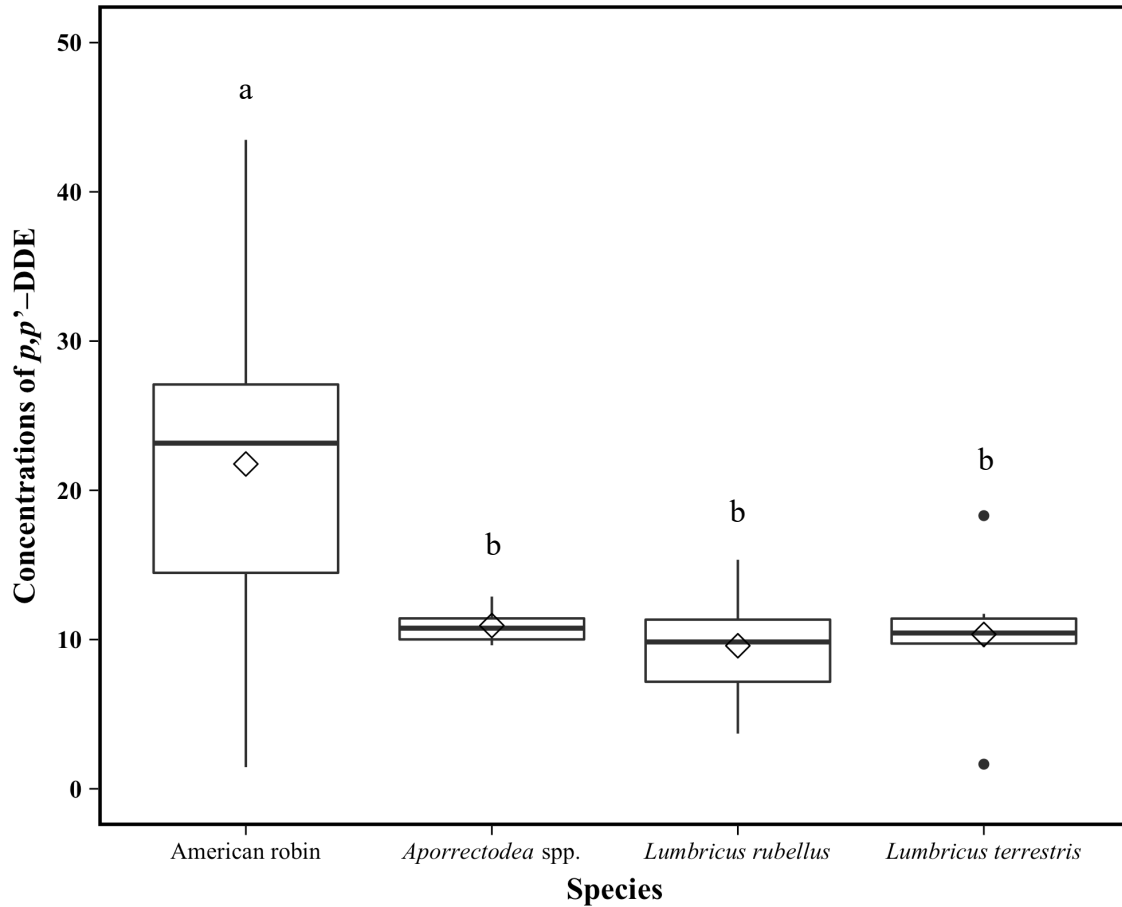 Concentrations of p,p’–DDE
50
40
30
20
10
0
a
b
b
b
American robin
Aporrectodea spp.
Lumbricus rubellus
Lumbricus terrestris
Species